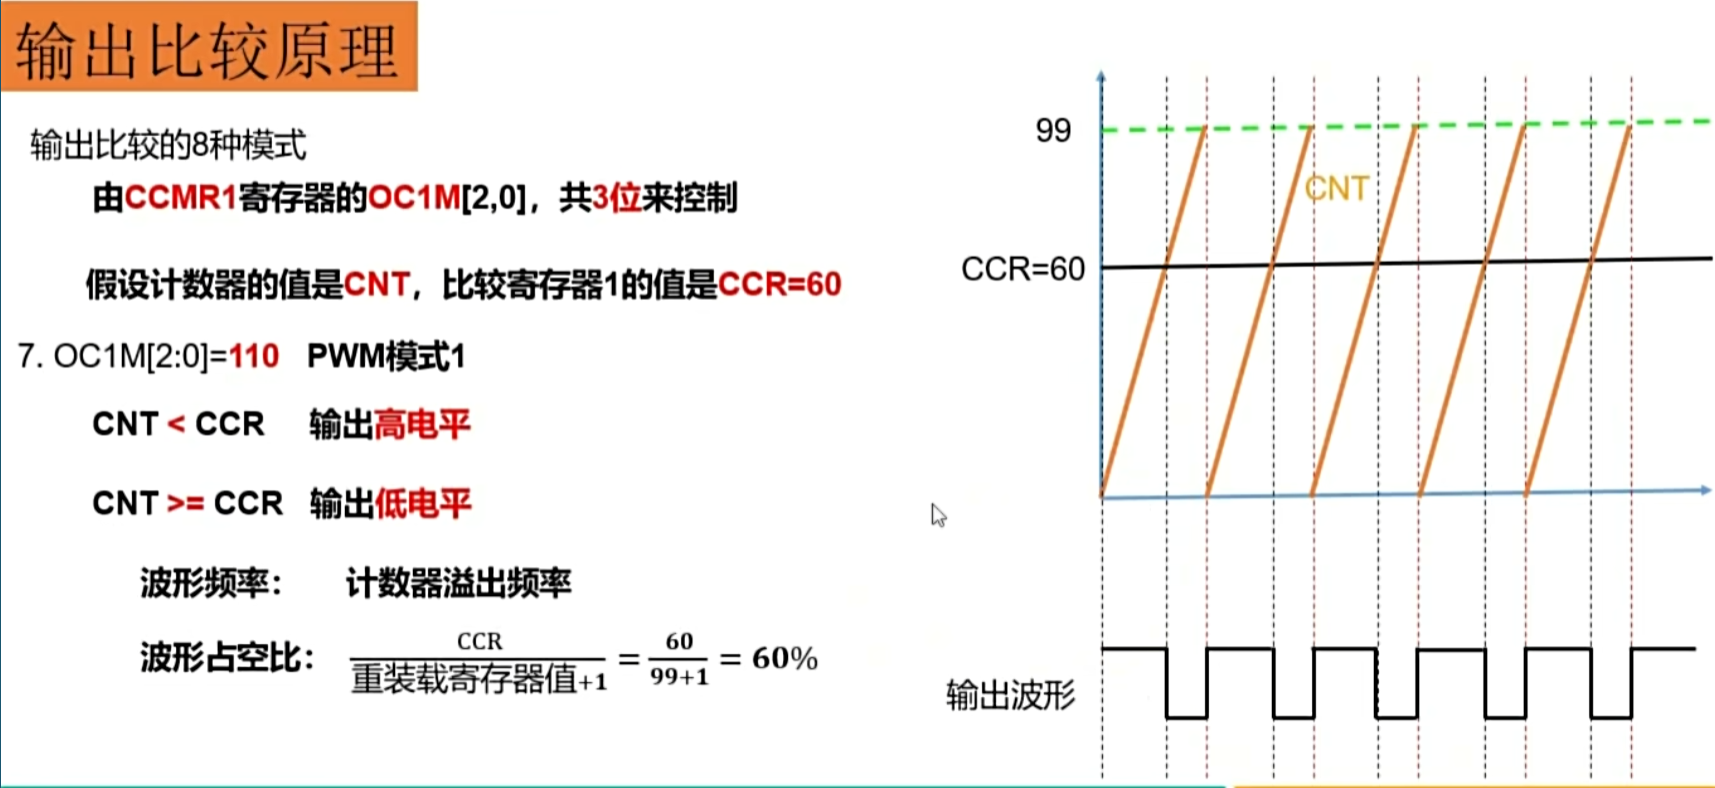 输出比较原理
输出比较的8种模式
由CCMR1寄存器的OC1M[2,0]，共3位来控制
假设计数器的值是CNT，比较寄存器1的值是CCR=60
7. OC1M[2:0]=110 PWM模式1
CNT < CCR 输出高电平
CNT >= CCR 输出低电平
波形频率： 计数器溢出频率
波形占空比： CCR / 重装载寄存器值+1 = 60 / 99+1 = 60%
99
CNT
CCR=60
输出波形